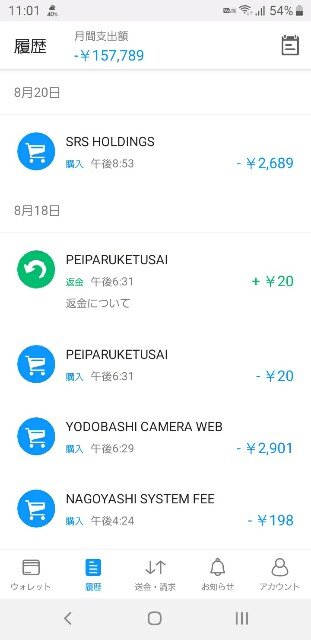 11:01 40% 54%
履歴
月間支出額
-￥157,789
8月20日
SRS HOLDINGS
購入 午後8:53 - ￥2,689
8月18日
PEIPARUKETUSAI
返金 午後6:31 + ￥20
返金について
PEIPARUKETUSAI
購入 午後6:31 - ￥20
YODOBASHI CAMERA WEB
購入 午後6:29 - ￥2,901
NAGOYASHI SYSTEM FEE
購入 午後4:24 - ￥198
ウォレット 履歴 送金・請求 お知らせ アカウント